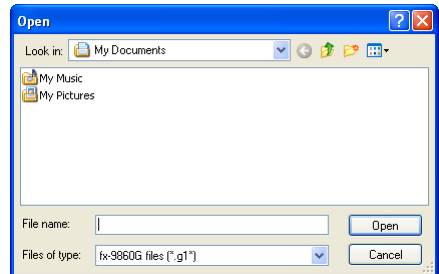 Open
Look in: My Documents
My Music
My Pictures
File name:
Open
Files of type: fx-9860G files (*.g1*)
Cancel